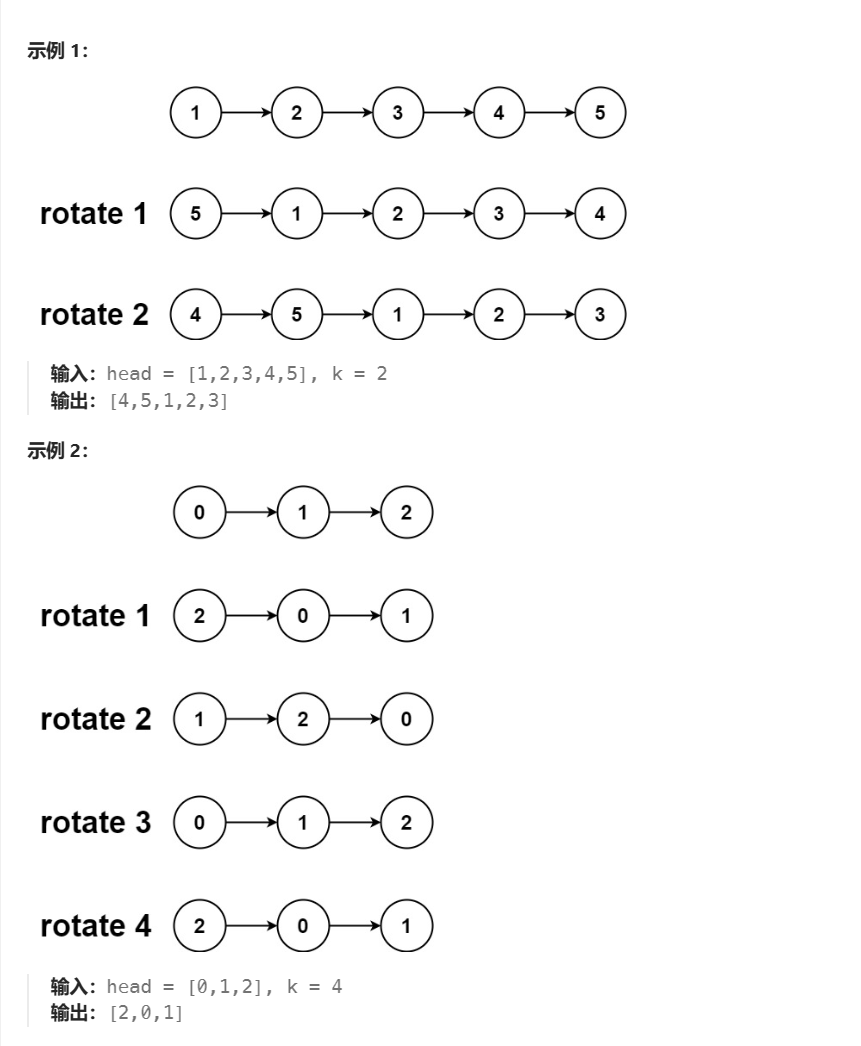 示例 1：
1 2 3 4 5
rotate 1 5 1 2 3 4
rotate 2 4 5 1 2 3
输入：head = [1,2,3,4,5], k = 2
输出：[4,5,1,2,3]
示例 2：
0 1 2
rotate 1 2 0 1
rotate 2 1 2 0
rotate 3 0 1 2
rotate 4 2 0 1
输入：head = [0,1,2], k = 4
输出：[2,0,1]